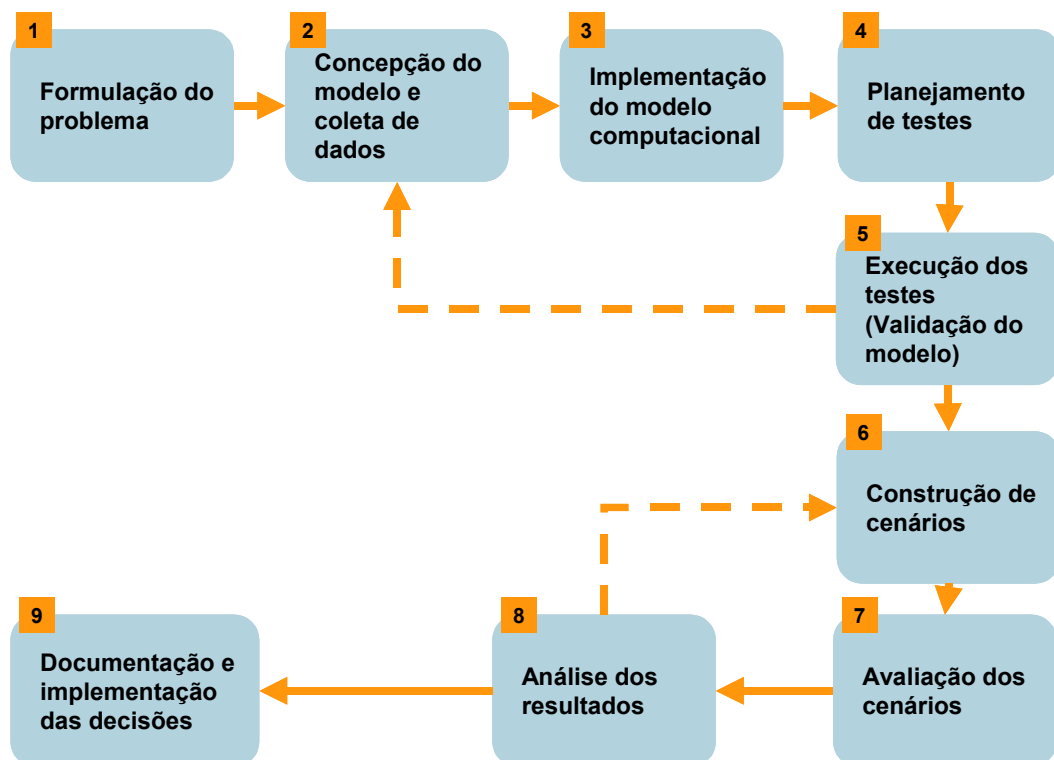 1
Formulação do
problema
2
Concepção do
modelo e
coleta de
dados
3
Implementação
do modelo
computacional
4
Planejamento
de testes
5
Execução dos
testes
(Validação do
modelo)
6
Construção de
cenários
7
Avaliação dos
cenários
8
Análise dos
resultados
9
Documentação e
implementação
das decisões